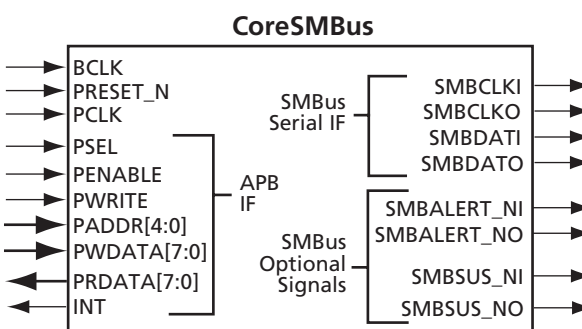 CoreSMBus
BCLK
PRESET_N
PCLK
PSEL
PENABLE
PWRITE
PADDR[4:0]
PWDATA[7:0]
PRDATA[7:0]
INT
APB
IF
SMBus
Serial IF
SMBCLKI
SMBCLKO
SMBDATI
SMBDATO
SMBus
Optional
Signals
SMBALERT_NI
SMBALERT_NO
SMBSUS_NI
SMBSUS_NO